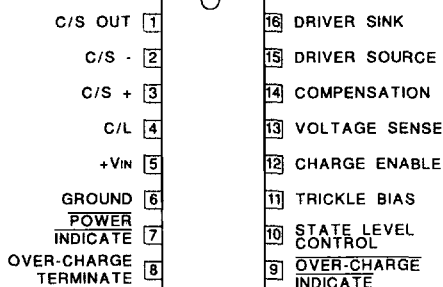 C/S OUT 1
C/S - 2
C/S + 3
C/L 4
+VIN 5
GROUND 6
POWER
INDICATE 7
OVER-CHARGE
TERMINATE 8
16 DRIVER SINK
15 DRIVER SOURCE
14 COMPENSATION
13 VOLTAGE SENSE
12 CHARGE ENABLE
11 TRICKLE BIAS
10 STATE LEVEL
CONTROL
9 OVER-CHARGE
INDICATE